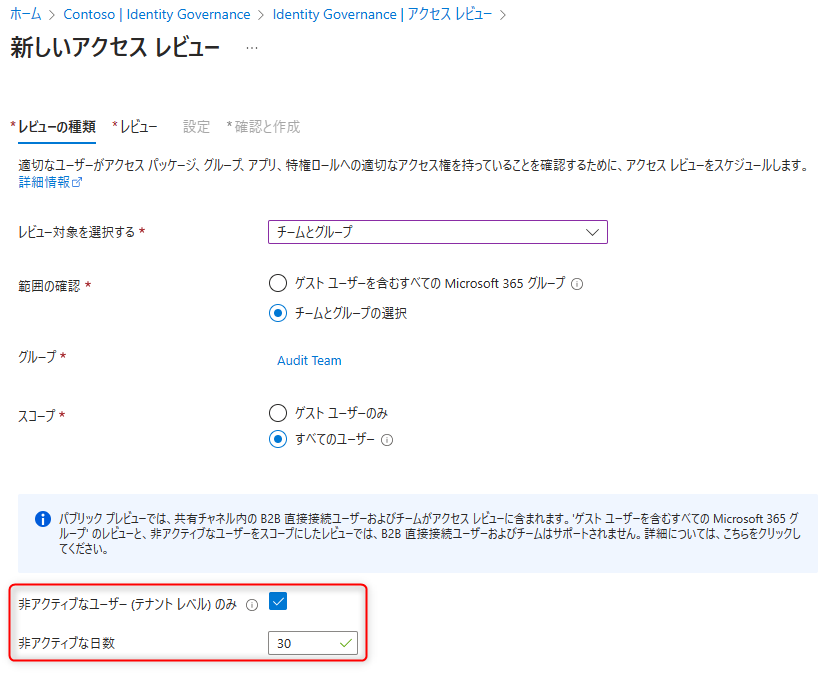 ホーム > Contoso | Identity Governance > Identity Governance | アクセス レビュー >
新しいアクセス レビュー ...
*レビューの種類 *レビュー 設定 *確認と作成
適切なユーザーがアクセス パッケージ、グループ、アプリ、特権ロールへの適切なアクセス権を持っていることを確認するために、アクセス レビューをスケジュールします。
詳細情報
レビュー対象を選択する * チームとグループ
範囲の確認 * ゲスト ユーザーを含むすべての Microsoft 365 グループ
チームとグループの選択
グループ * Audit Team
スコープ * ゲスト ユーザーのみ
すべてのユーザー
パブリック プレビューでは、共有チャネル内の B2B 直接接続ユーザーおよびチームがアクセス レビューに含まれます。'ゲスト ユーザーを含むすべての Microsoft 365 グ
ループ' のレビューと、非アクティブなユーザーをスコープにしたレビューでは、B2B 直接接続ユーザーおよびチームはサポートされません。詳細については、こちらをクリックし
てください。
非アクティブなユーザー (テナント レベル) のみ
非アクティブな日数 30